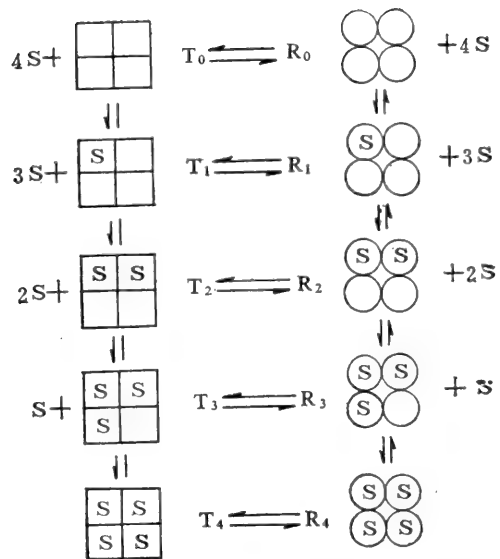 4S+ T₀ R₀ +4S
S S
3S+ T₁ R₁ +3S
S S S S
2S+ T₂ R₂ +2S
S S S S
S+ T₃ R₃ +S
S S
S S S S
T₄ R₄
S S S S